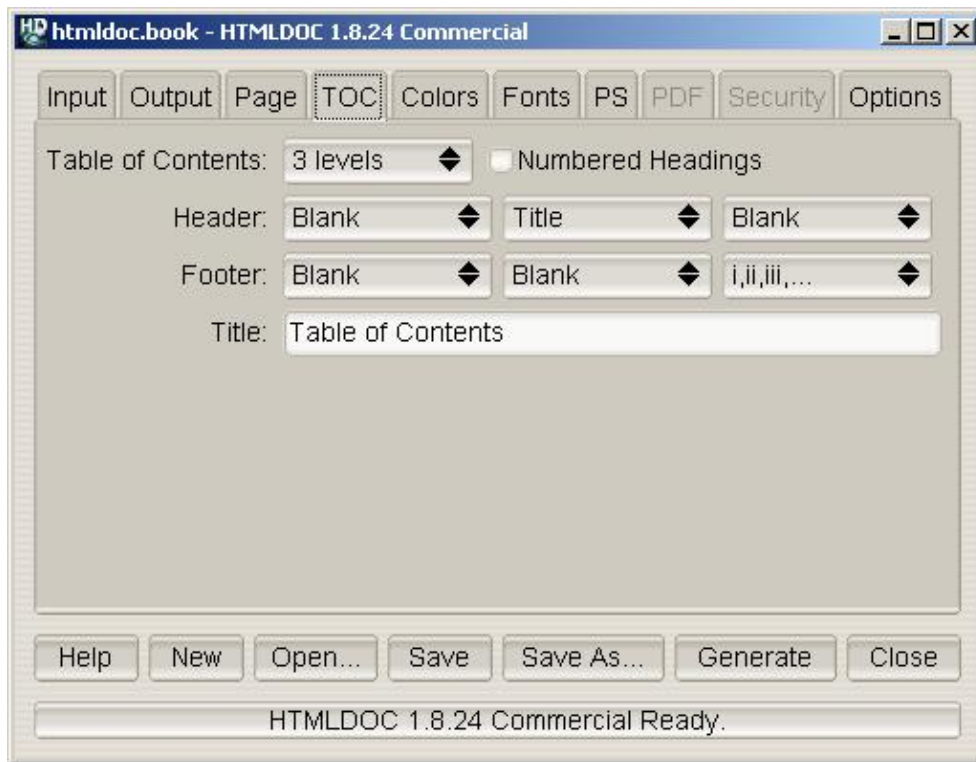 htmldoc.book - HTMLDOC 1.8.24 Commercial
Input Output Page TOC Colors Fonts PS PDF Security Options
Table of Contents: 3 levels Numbered Headings
Header: Blank Title Blank
Footer: Blank Blank i,ii,iii,...
Title: Table of Contents
Help New Open... Save Save As... Generate Close
HTMLDOC 1.8.24 Commercial Ready.